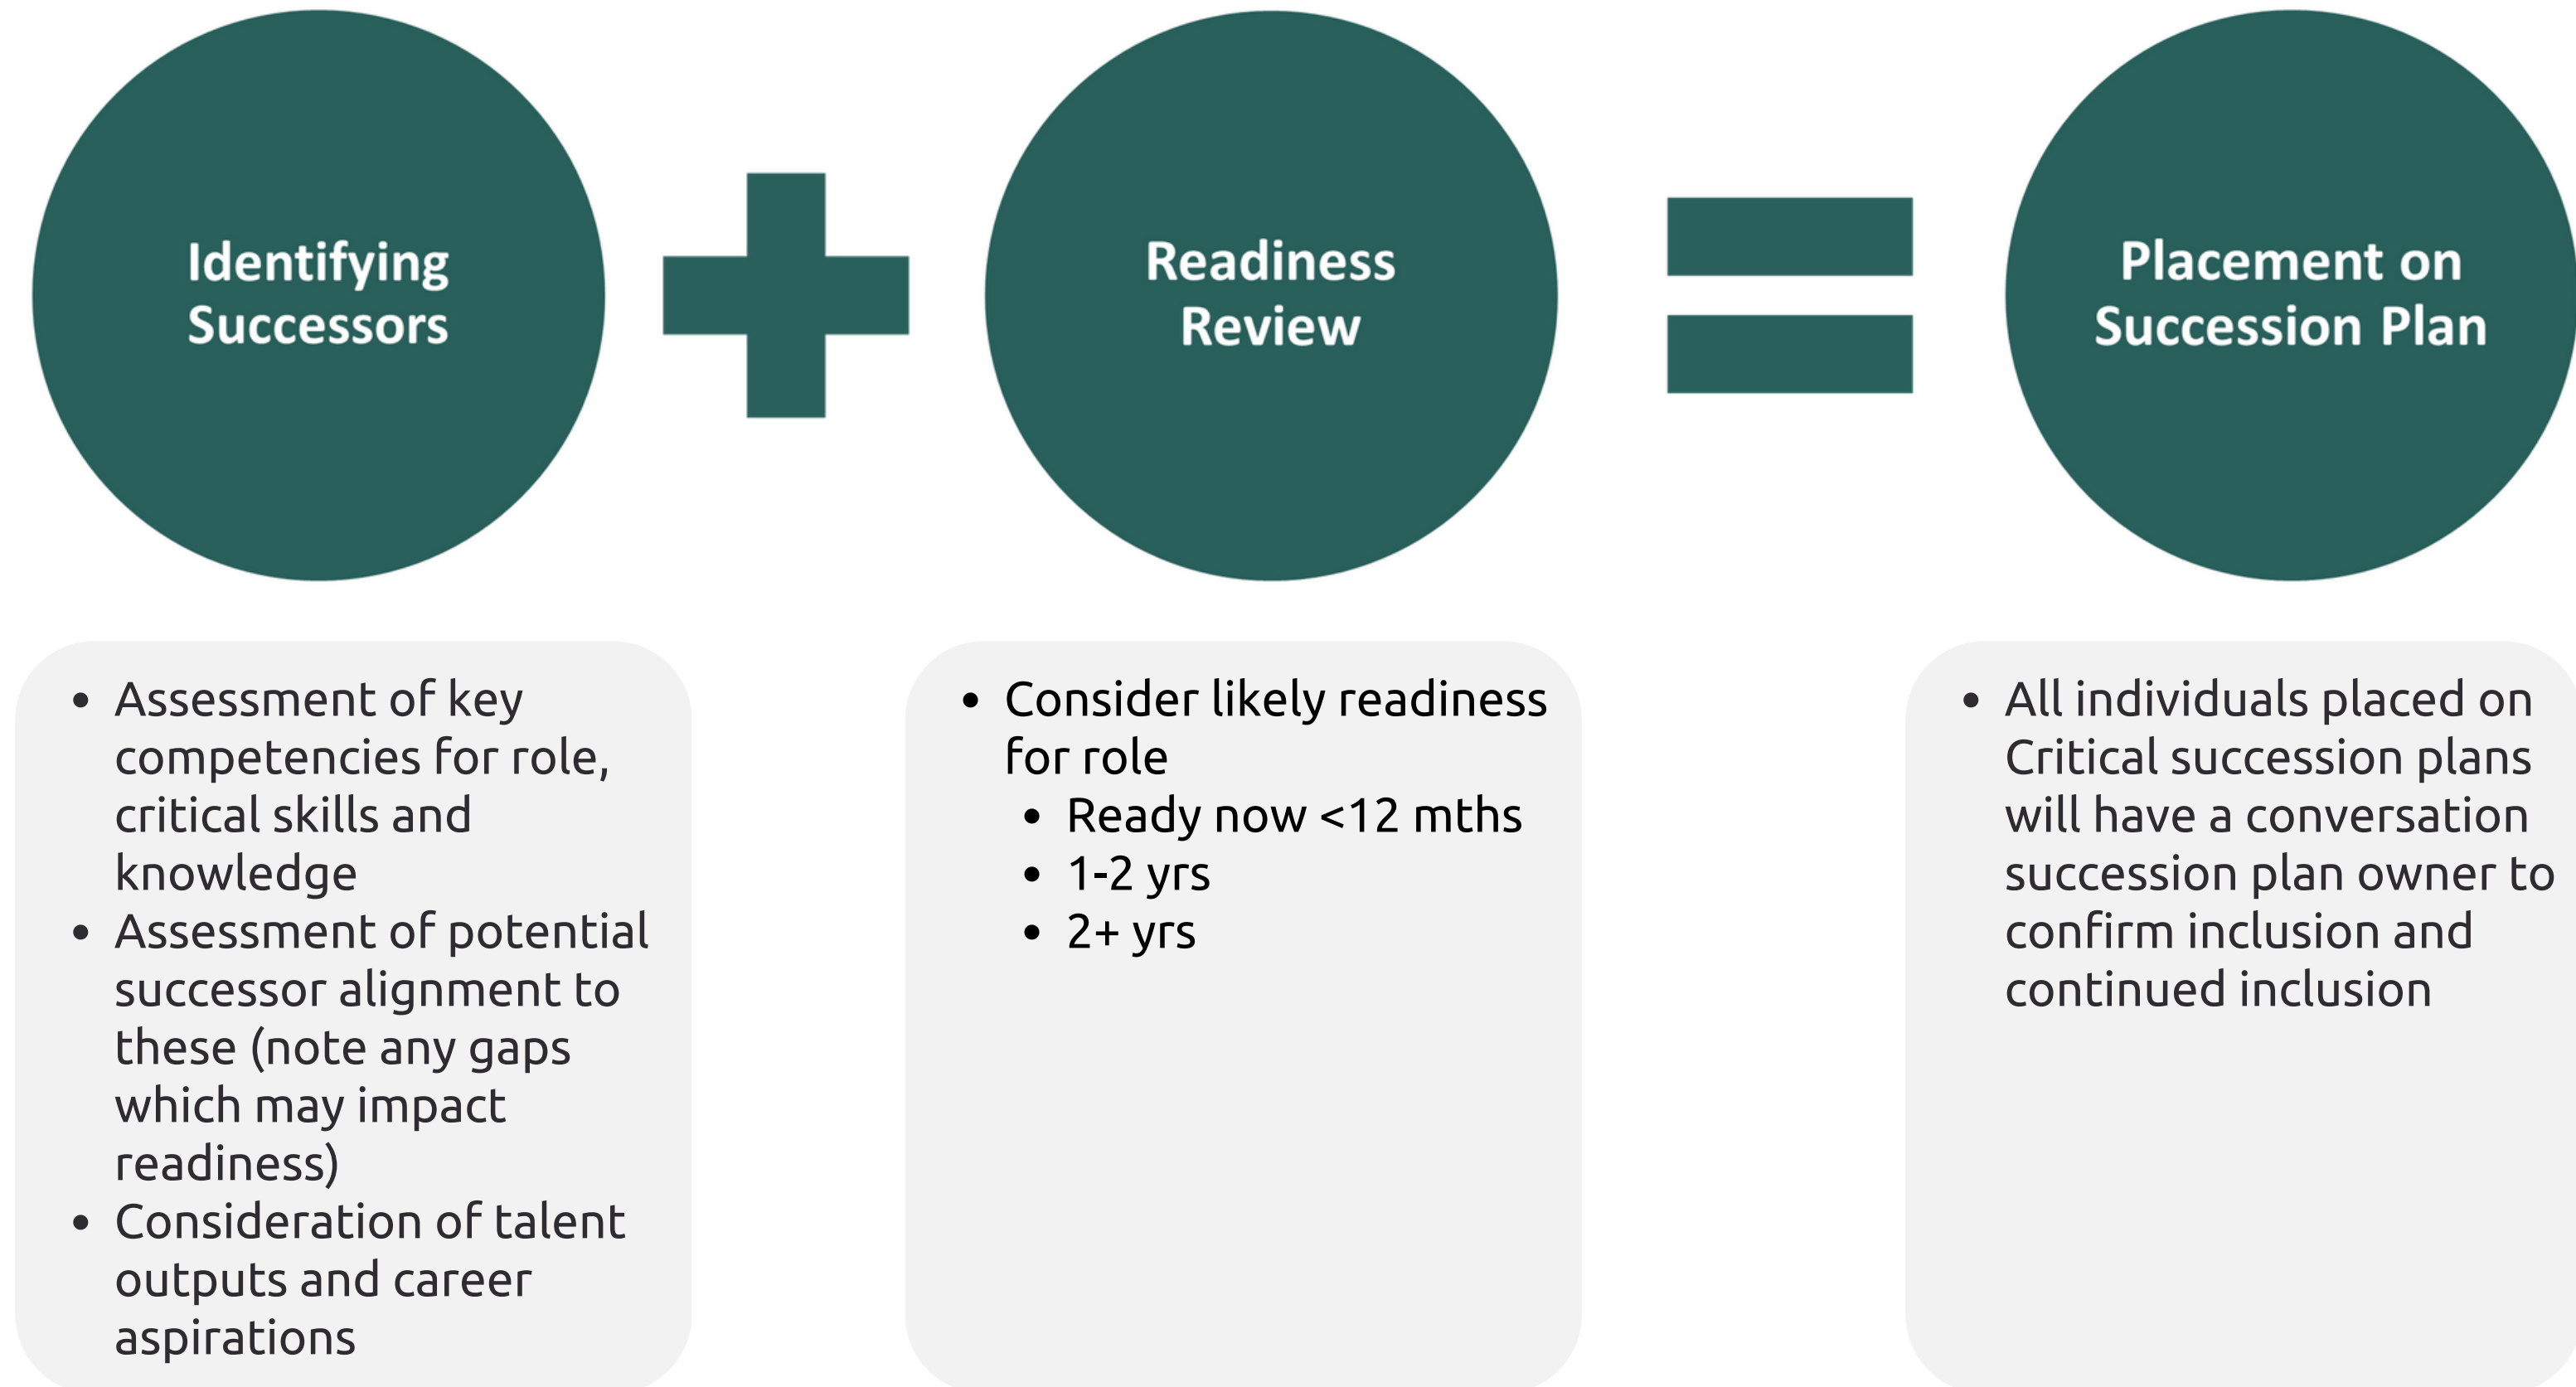 Identifying
Successors
Readiness
Review
Placement on
Succession Plan
• Assessment of key
competencies for role,
critical skills and
knowledge
• Assessment of potential
successor alignment to
these (note any gaps
which may impact
readiness)
• Consideration of talent
outputs and career
aspirations
• Consider likely readiness
for role
• Ready now <12 mths
• 1-2 yrs
• 2+ yrs
• All individuals placed on
Critical succession plans
will have a conversation
succession plan owner to
confirm inclusion and
continued inclusion